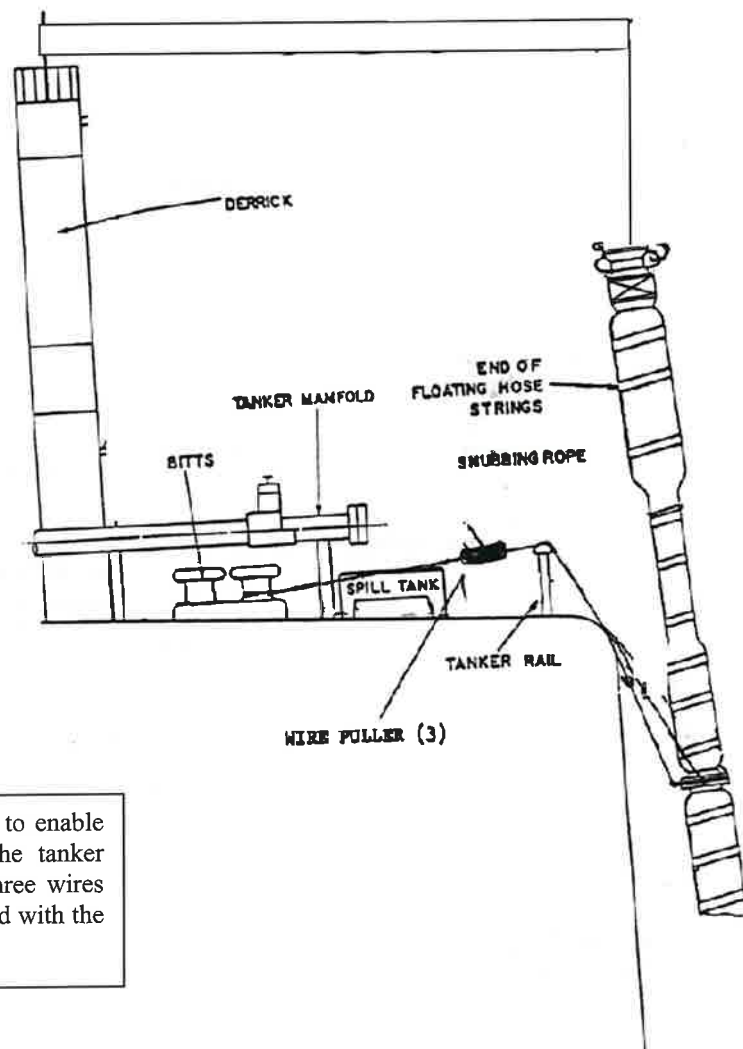 DERRICK
END OF
FLOATING HOSE
STRINGS
TANKER MANFOLD
BITTS
SNUBBING ROPE
SPILL TANK
TANKER RAIL
WIRE PULLER (3)
to enable
he tanker
hree wires
d with the